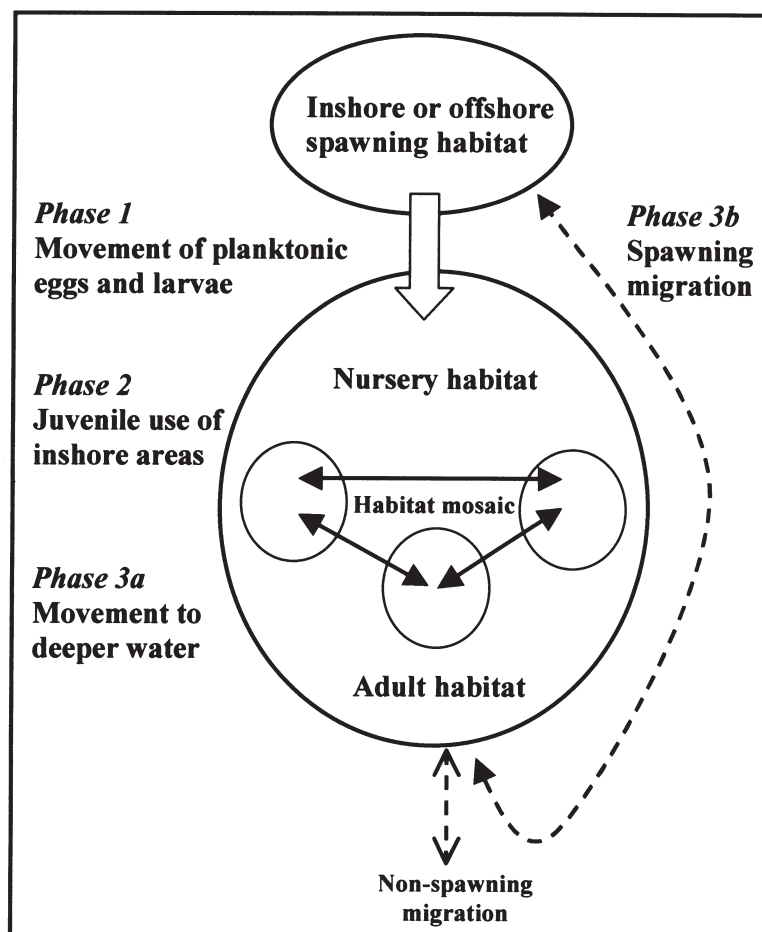 Inshore or offshore
spawning habitat
Phase 1
Movement of planktonic
eggs and larvae
Phase 3b
Spawning
migration
Nursery habitat
Phase 2
Juvenile use of
inshore areas
Habitat mosaic
Phase 3a
Movement to
deeper water
Adult habitat
Non-spawning
migration